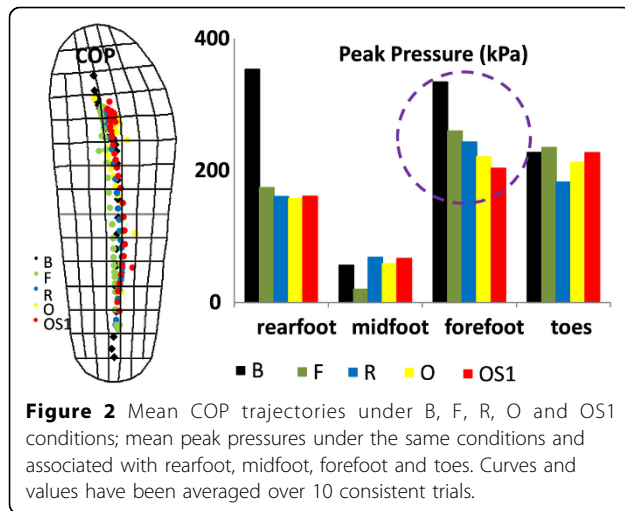 COP
B
F
R
O
OS1
Peak Pressure (kPa)
400
200
0
rearfoot midfoot forefoot toes
B F R O OS1
Figure 2 Mean COP trajectories under B, F, R, O and OS1
conditions; mean peak pressures under the same conditions and
associated with rearfoot, midfoot, forefoot and toes. Curves and
values have been averaged over 10 consistent trials.